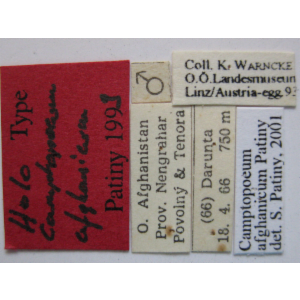 Holo Type
Camptopoeum
afghanicum
Patiny 1998
♂
O. Afghanistan
Prov. Nengrahar
Povolný & Tenora
(66) Darunta
18. 4. 66 750 m
Coll. K. WARNCKE
O.Ö.Landesmuseum
Linz/Austria-egg.93
Camptopoeum
afghanicum Patiny
det. S. Patiny, 2001